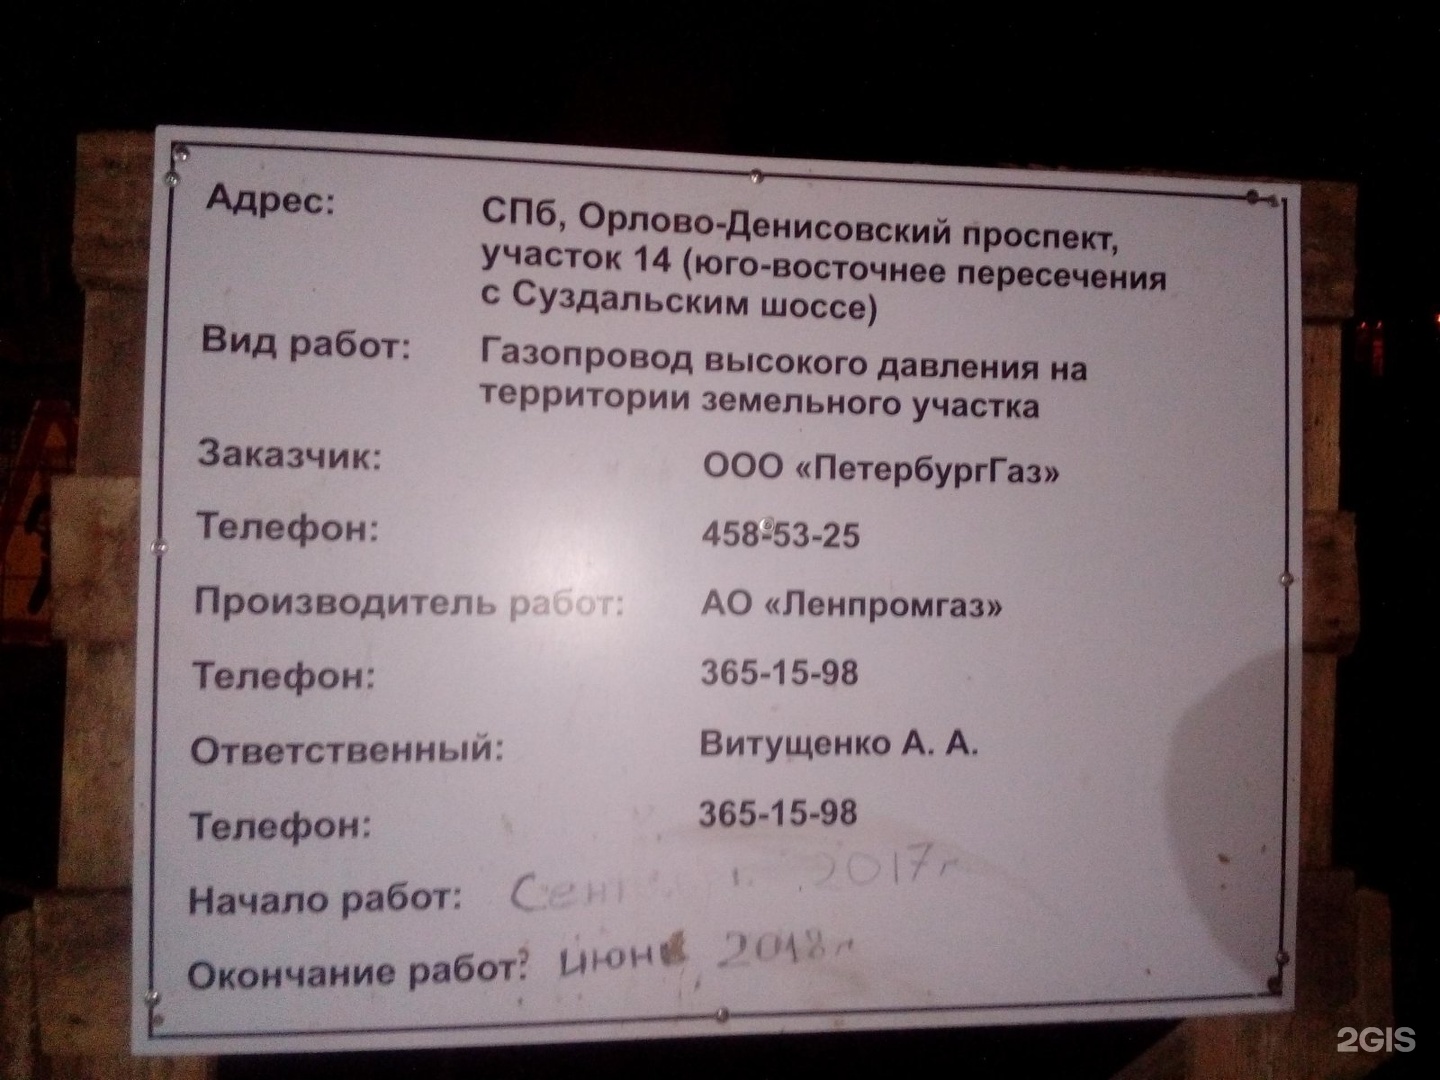 Адрес: СПб, Орлово-Денисовский проспект,
участок 14 (юго-восточнее пересечения
с Суздальским шоссе)
Вид работ: Газопровод высокого давления на
территории земельного участка
Заказчик: ООО «ПетербургГаз»
Телефон: 458-53-25
Производитель работ: АО «Ленпромгаз»
Телефон: 365-15-98
Ответственный: Витущенко А. А.
Телефон: 365-15-98
Начало работ: 2017г
Окончание работ: 2018г
2GIS